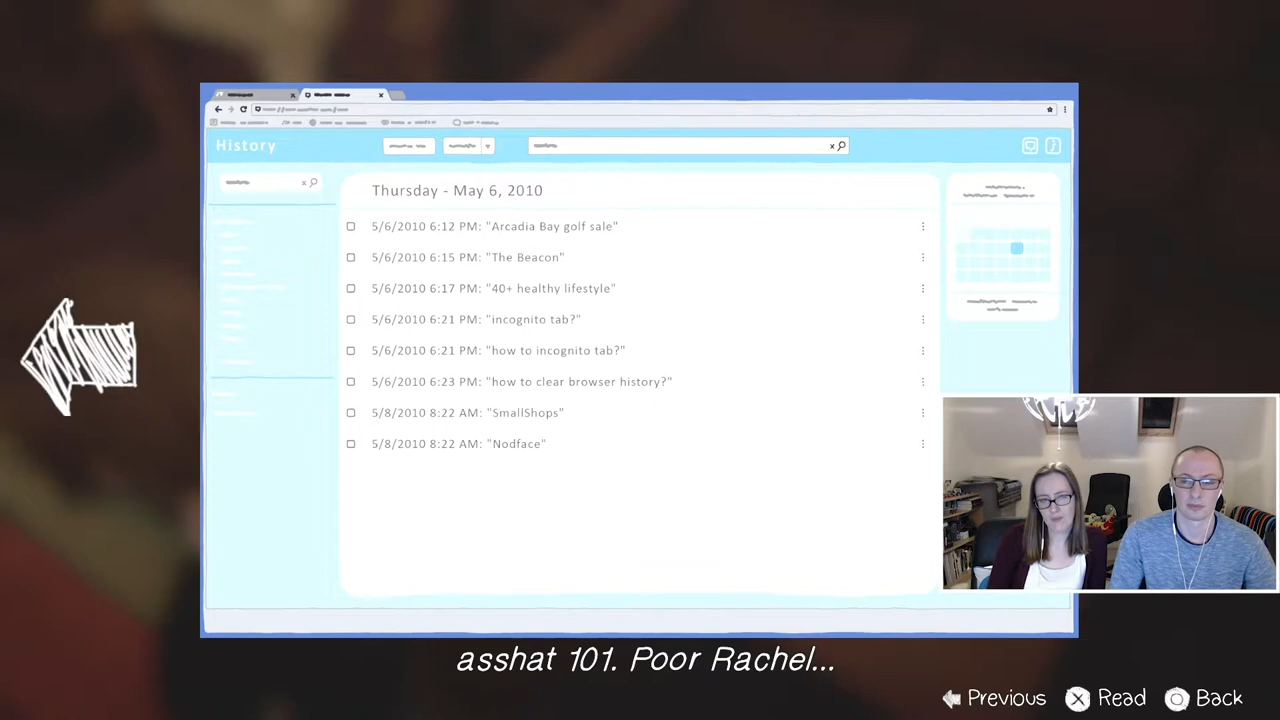 History
Thursday - May 6, 2010
5/6/2010 6:12 PM: "Arcadia Bay golf sale"
5/6/2010 6:15 PM: "The Beacon"
5/6/2010 6:17 PM: "40+ healthy lifestyle"
5/6/2010 6:21 PM: "incognito tab?"
5/6/2010 6:21 PM: "how to incognito tab?"
5/6/2010 6:23 PM: "how to clear browser history?"
5/8/2010 8:22 AM: "SmallShops"
5/8/2010 8:22 AM: "Nodface"
asshat 101. Poor Rachel...
Previous
Read
Back